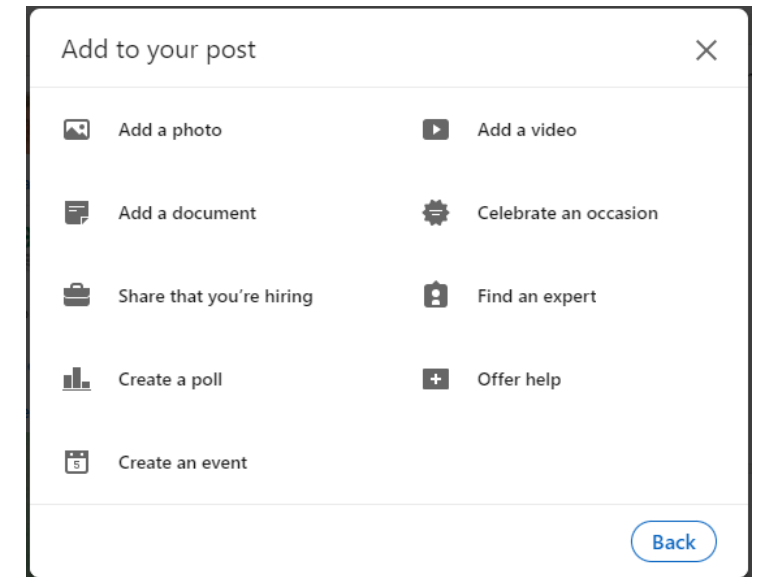 Add to your post
Add a photo
Add a video
Add a document
Celebrate an occasion
Share that you're hiring
Find an expert
Create a poll
Offer help
5
Create an event
Back